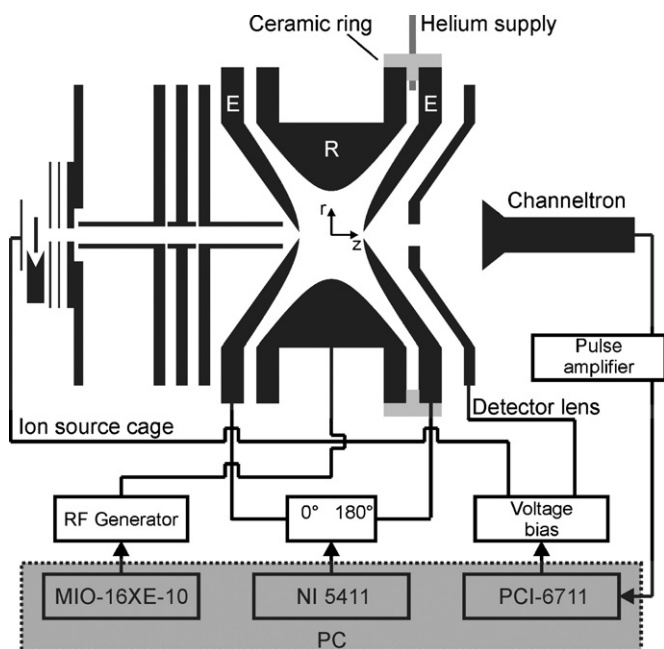 Ceramic ring
Helium supply
E
E
R
Channeltron
r
z
Pulse
amplifier
Ion source cage
Detector lens
RF Generator
0° 180°
Voltage
bias
MIO-16XE-10
NI 5411
PCI-6711
PC